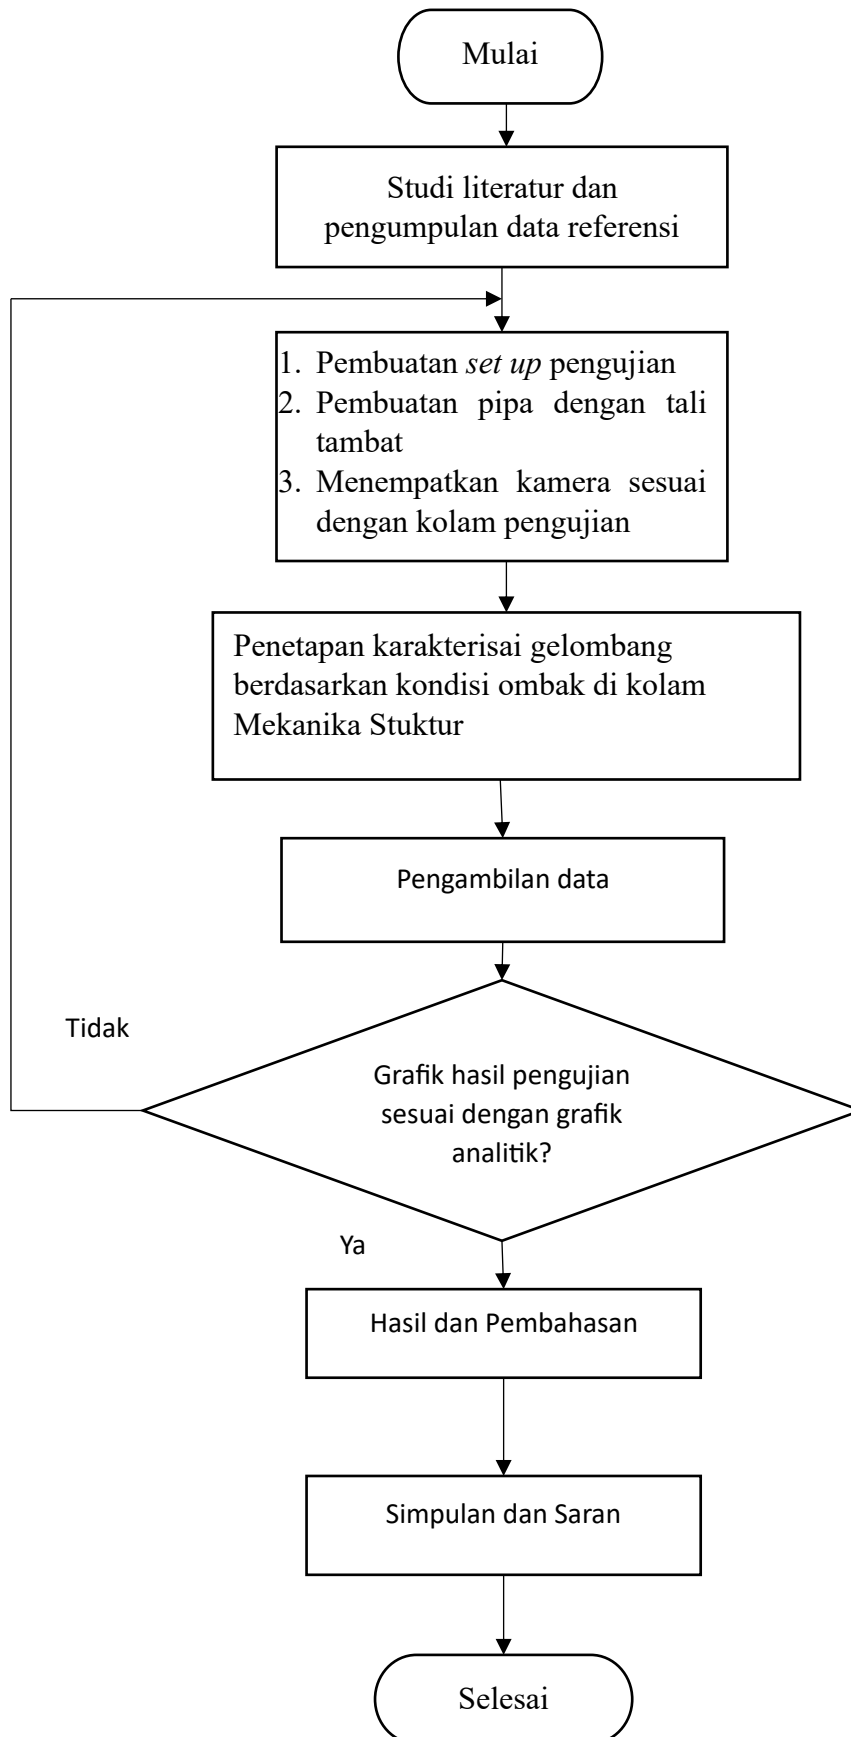 Mulai
Studi literatur dan
pengumpulan data referensi
1. Pembuatan set up pengujian
2. Pembuatan pipa dengan tali
tambat
3. Menempatkan kamera sesuai
dengan kolam pengujian
Penetapan karakterisai gelombang
berdasarkan kondisi ombak di kolam
Mekanika Stuktur
Pengambilan data
Tidak
Grafik hasil pengujian
sesuai dengan grafik
analitik?
Ya
Hasil dan Pembahasan
Simpulan dan Saran
Selesai